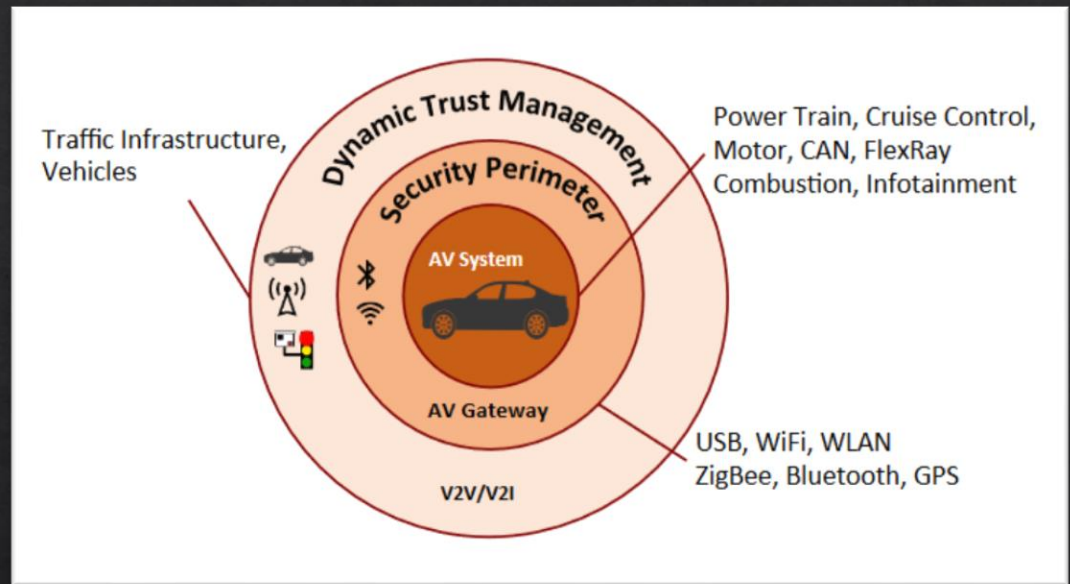 Dynamic Trust Management
Traffic Infrastructure,
Vehicles
Power Train, Cruise Control,
Motor, CAN, FlexRay
Combustion, Infotainment
Security Perimeter
AV System
AV Gateway
USB, WiFi, WLAN
ZigBee, Bluetooth, GPS
V2V/V2I